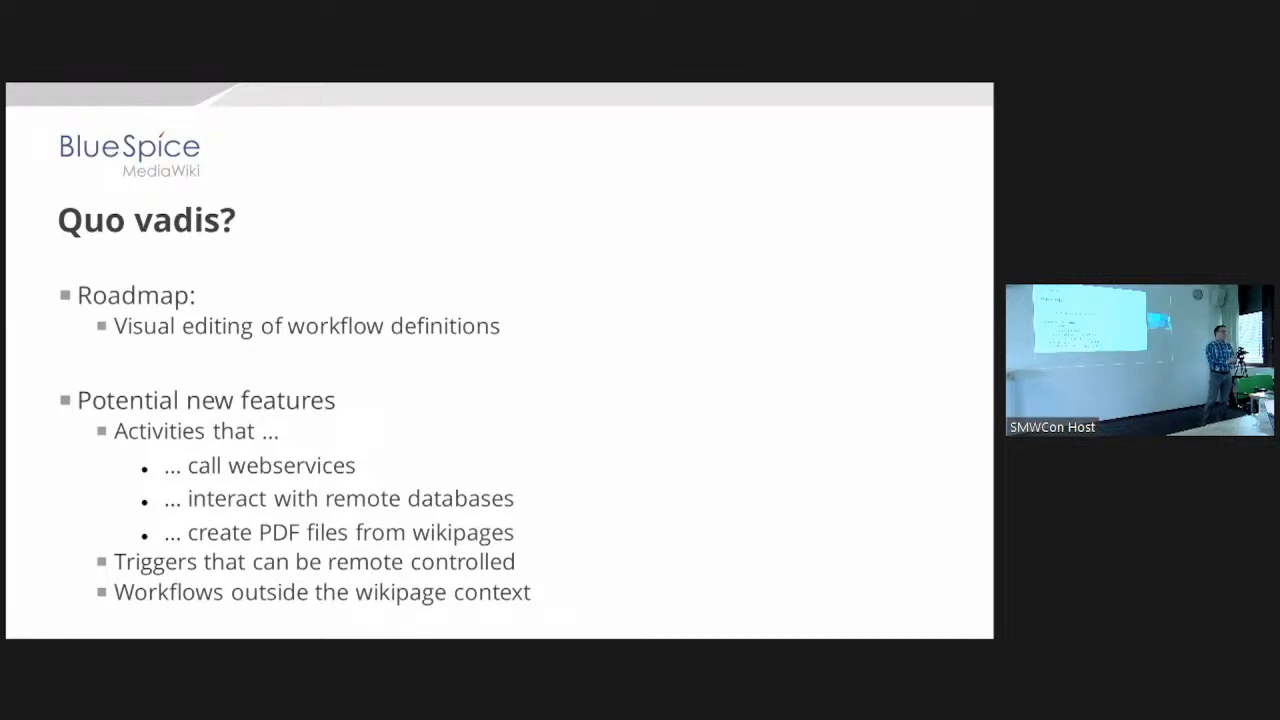 BlueSpice
MediaWiki
Quo vadis?
Roadmap:
Visual editing of workflow definitions
Potential new features
Activities that ...
... call webservices
... interact with remote databases
... create PDF files from wikipages
Triggers that can be remote controlled
Workflows outside the wikipage context
SMWCon Host